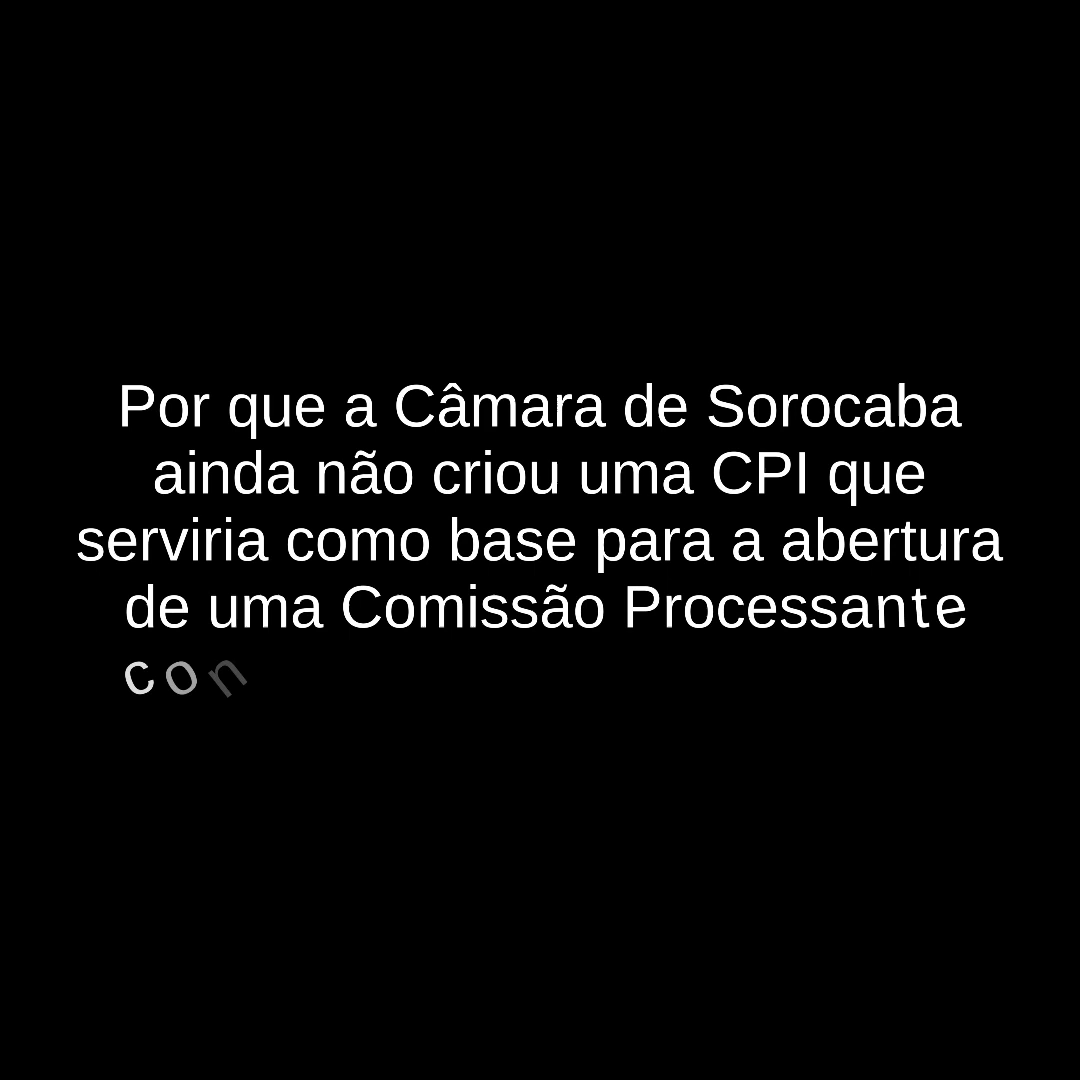 Por que a Câmara de Sorocaba
ainda não criou uma CPI que
serviria como base para a abertura
de uma Comissão Processante
con